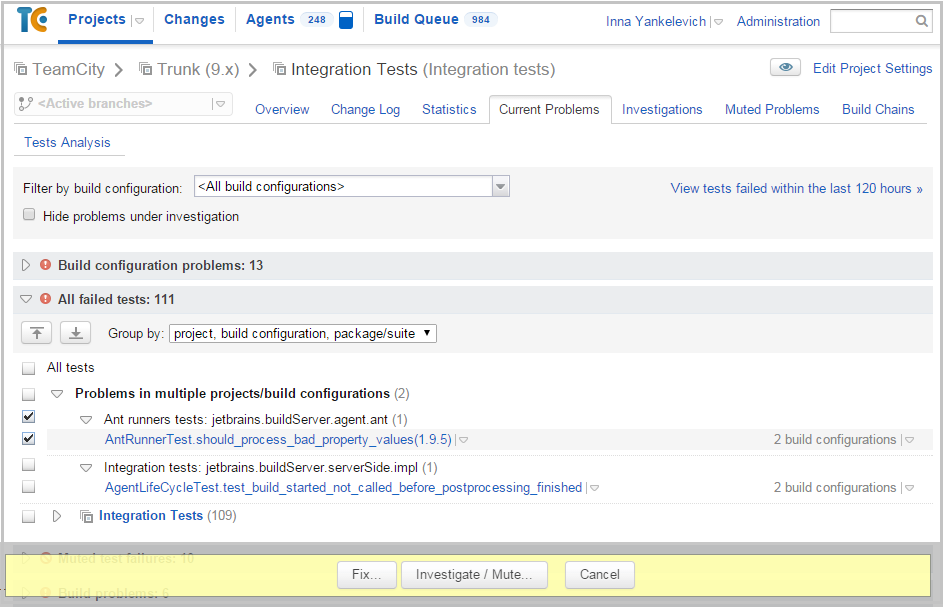 TC Projects Changes Agents 248 Build Queue 984 Inna Yankelevich Administration
TeamCity Trunk (9.x) Integration Tests (Integration tests) Edit Project Settings
<Active branches> Overview Change Log Statistics Current Problems Investigations Muted Problems Build Chains
Tests Analysis
Filter by build configuration: <All build configurations> View tests failed within the last 120 hours »
Hide problems under investigation
Build configuration problems: 13
All failed tests: 111
Group by: project, build configuration, package/suite
All tests
Problems in multiple projects/build configurations (2)
Ant runners tests: jetbrains.buildServer.agent.ant (1)
AntRunnerTest.should_process_bad_property_values(1.9.5) 2 build configurations
Integration tests: jetbrains.buildServer.serverSide.impl (1)
AgentLifeCycleTest.test_build_started_not_called_before_postprocessing_finished 2 build configurations
Integration Tests (109)
Muted test failures: 10
Fix... Investigate / Mute... Cancel
Build problems: 6